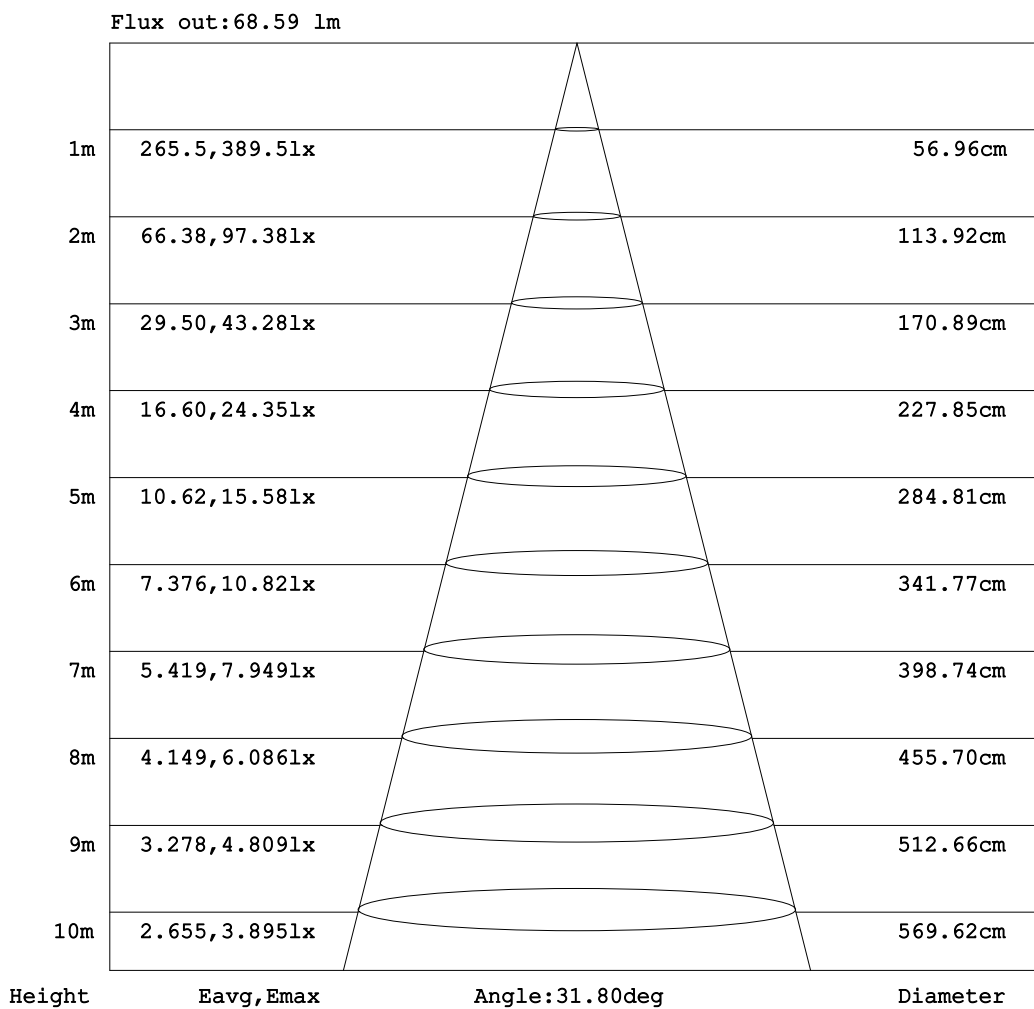 Flux out:68.59 lm
1m 265.5,389.5lx 56.96cm
2m 66.38,97.38lx 113.92cm
3m 29.50,43.28lx 170.89cm
4m 16.60,24.35lx 227.85cm
5m 10.62,15.58lx 284.81cm
6m 7.376,10.82lx 341.77cm
7m 5.419,7.949lx 398.74cm
8m 4.149,6.086lx 455.70cm
9m 3.278,4.809lx 512.66cm
10m 2.655,3.895lx 569.62cm
Height Eavg,Emax Angle:31.80deg Diameter